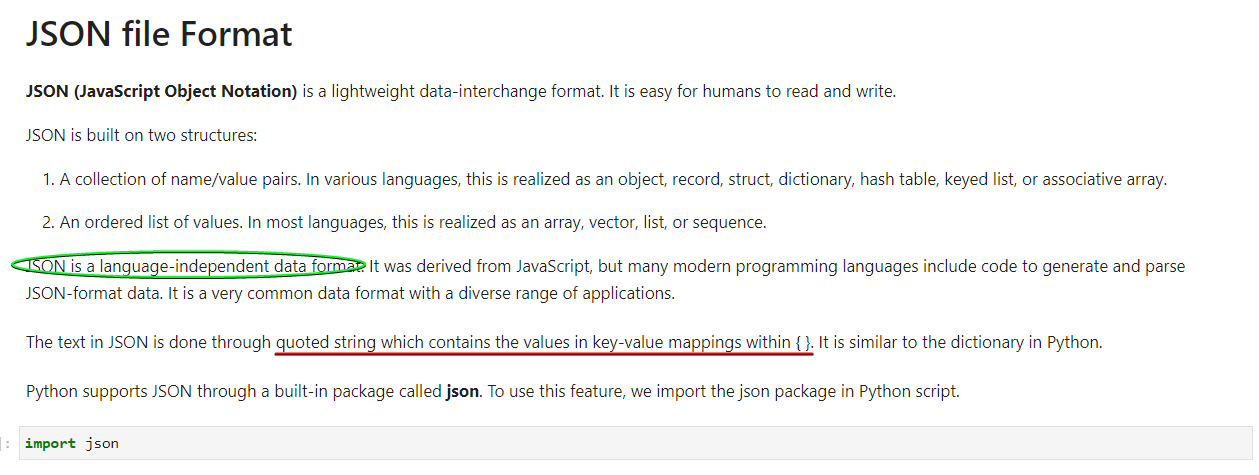 JSON file Format
JSON (JavaScript Object Notation) is a lightweight data-interchange format. It is easy for humans to read and write.
JSON is built on two structures:
1. A collection of name/value pairs. In various languages, this is realized as an object, record, struct, dictionary, hash table, keyed list, or associative array.
2. An ordered list of values. In most languages, this is realized as an array, vector, list, or sequence.
JSON is a language-independent data format. It was derived from JavaScript, but many modern programming languages include code to generate and parse
JSON-format data. It is a very common data format with a diverse range of applications.
The text in JSON is done through quoted string which contains the values in key-value mappings within { }. It is similar to the dictionary in Python.
Python supports JSON through a built-in package called json. To use this feature, we import the json package in Python script.
]: import json